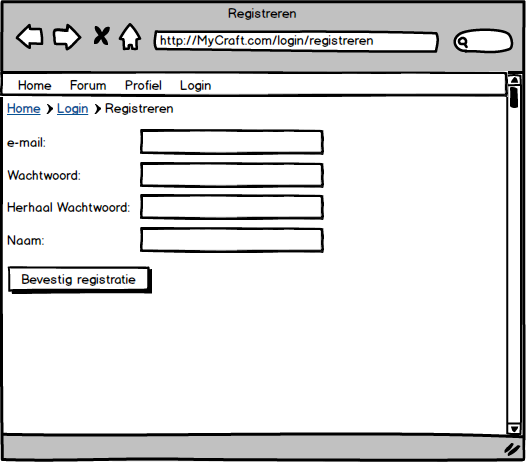 Registreren
http://MyCraft.com/login/registreren
Home Forum Profiel Login
Home > Login > Registreren
e-mail:
Wachtwoord:
Herhaal Wachtwoord:
Naam:
Bevestig registratie